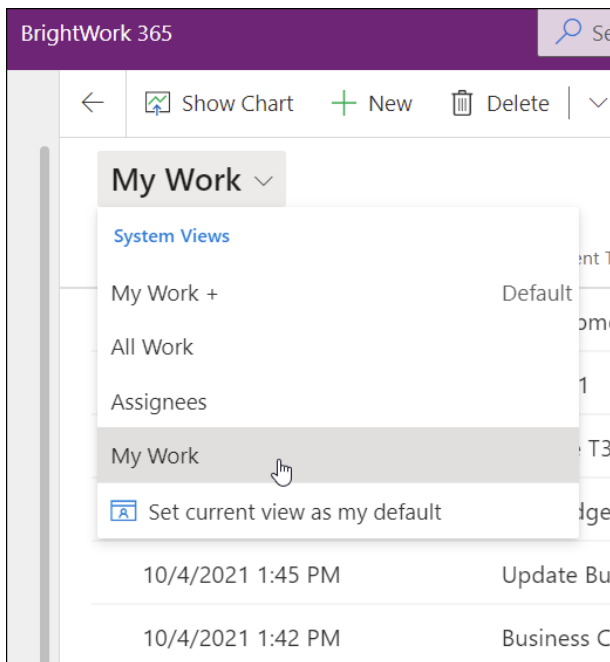 BrightWork 365
Show Chart New Delete
My Work
System Views
My Work + Default
All Work
Assignees
1
My Work T3
Set current view as my default
10/4/2021 1:45 PM Update
10/4/2021 1:42 PM Business